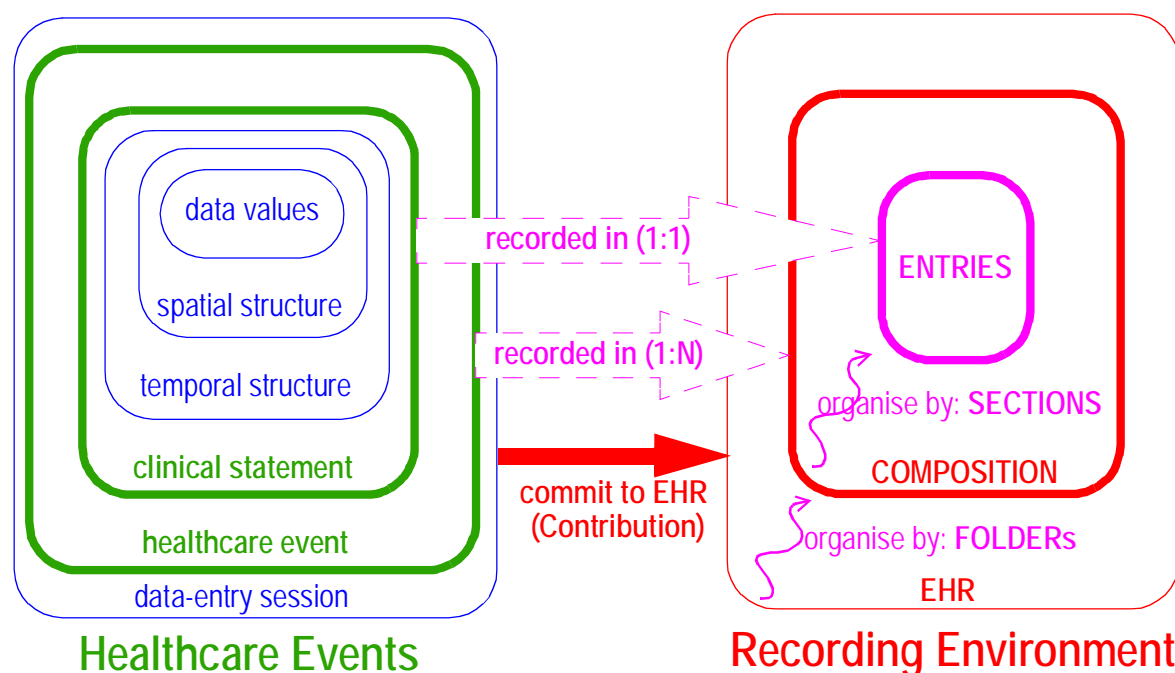 data values
spatial structure
temporal structure
clinical statement
healthcare event
data-entry session
Healthcare Events
recorded in (1:1)
recorded in (1:N)
commit to EHR
(Contribution)
ENTRIES
organise by: SECTIONS
COMPOSITION
organise by: FOLDERs
EHR
Recording Environment